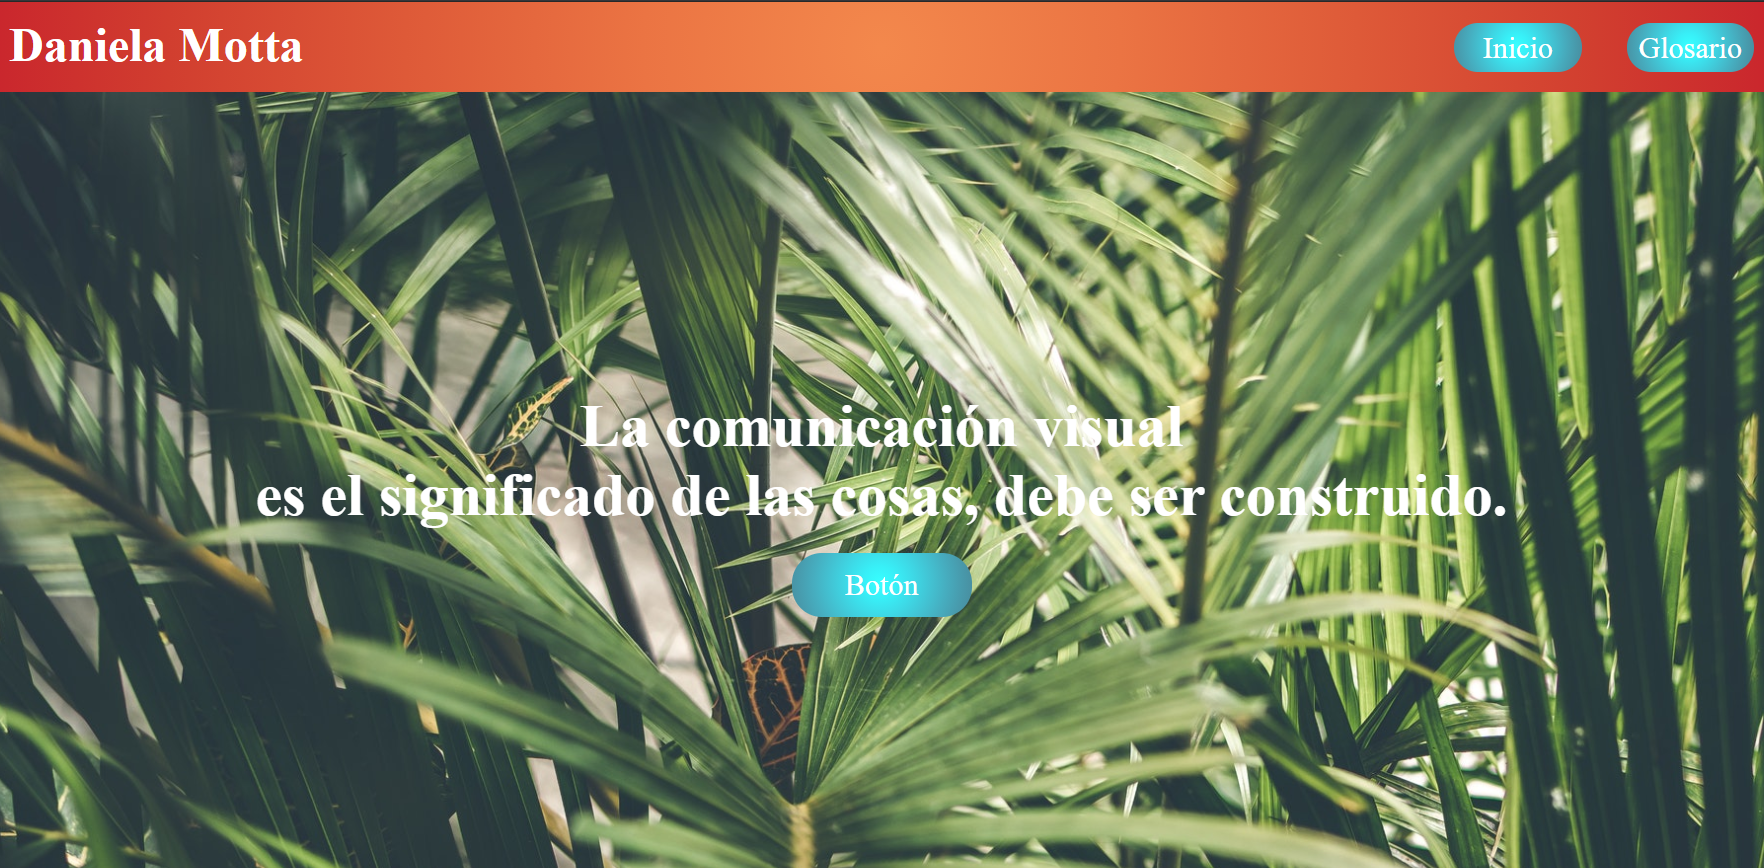 Daniela Motta
Inicio
Glosario
La comunicación visual
es el significado de las cosas, debe ser construido.
Botón